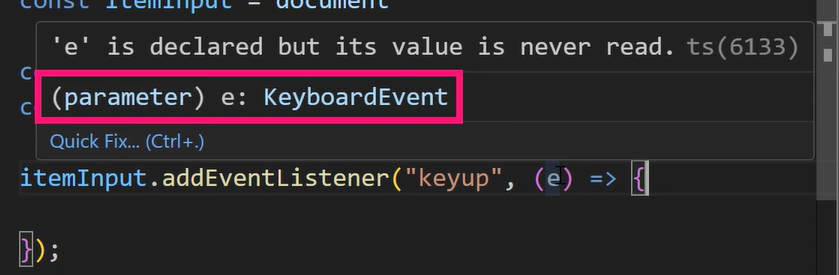 const itemInput = document
'e' is declared but its value is never read. ts(6133)
c
(parameter) e: KeyboardEvent
c
Quick Fix... (Ctrl+.)
itemInput.addEventListener("keyup", (e) => {
});